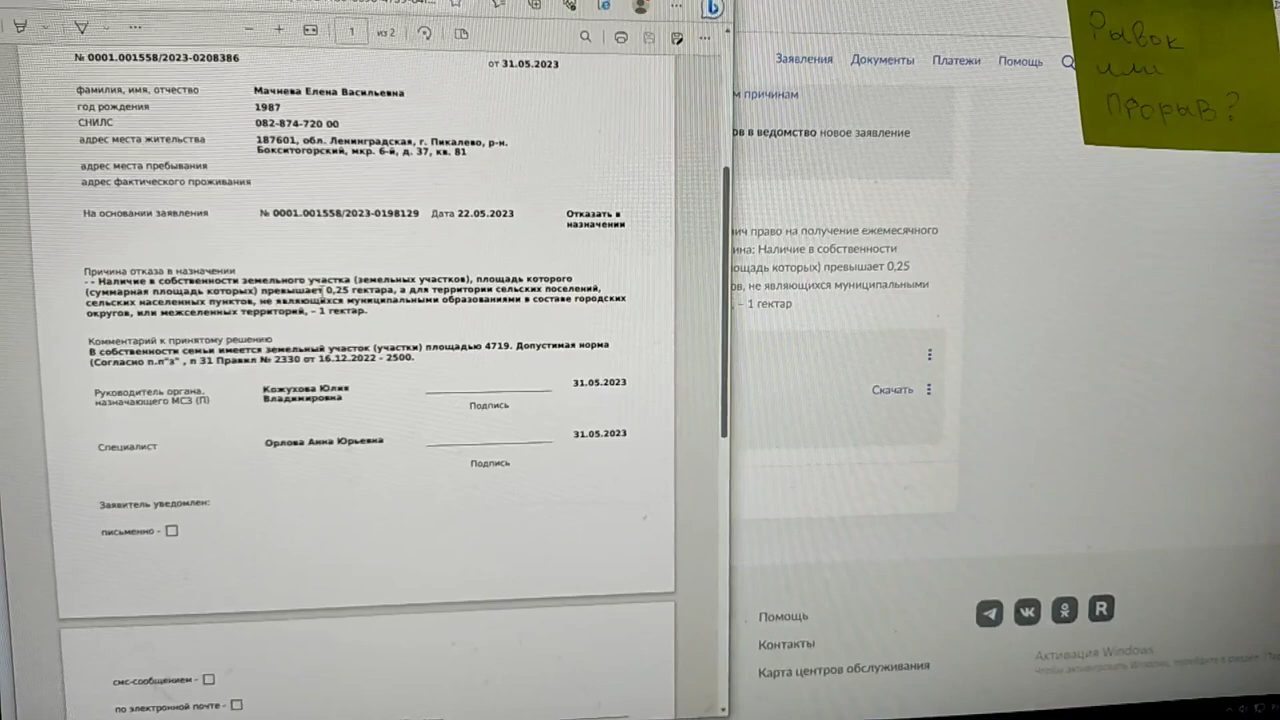 1
из 2
№ 0001.001558/2023-0208386
от 31.05.2023
фамилия, имя, отчество
Мачнева Елена Васильевна
год рождения
1987
СНИЛС
082-874-720 00
адрес места жительства
187601, обл. Ленинградская, г. Пикалево, р-н.
Бокситогорский, мкр. 6-й, д. 37, кв. 81
адрес места пребывания
адрес фактического проживания
На основании заявления
№ 0001.001558/2023-0198129 Дата 22.05.2023
Отказать в
назначении
Причина отказа в назначении
- - Наличие в собственности земельного участка (земельных участков), площадь которого
(суммарная площадь которых) превышает 0,25 гектара, а для территории сельских поселений,
сельских населенных пунктов, не являющихся муниципальными образованиями в составе городских
округов, или межселенных территорий, – 1 гектар.
Комментарий к принятому решению
В собственности семьи имеется земельный участок (участки) площадью 4719. Допустимая норма
(Согласно п.п"з" , п 31 Правил № 2330 от 16.12.2022 - 2500.
Руководитель органа,
назначающего МСЗ (П)
Кожухова Юлия
Владимировна
31.05.2023
Подпись
Специалист
Орлова Анна Юрьевна
31.05.2023
Подпись
Заявитель уведомлен:
письменно -
смс-сообщением -
по электронной почте -
Заявления Документы Платежи Помощь
м причинам
ов в ведомство новое заявление
ич право на получение ежемесячного
ина: Наличие в собственности
ощадь которых) превышает 0,25
ов, не являющихся муниципальными
. – 1 гектар
Скачать
Помощь
Контакты
Карта центров обслуживания
R
Активация Windows
Чтобы активировать Windows, перейдите в раздел
Рывок
или
прорыв?